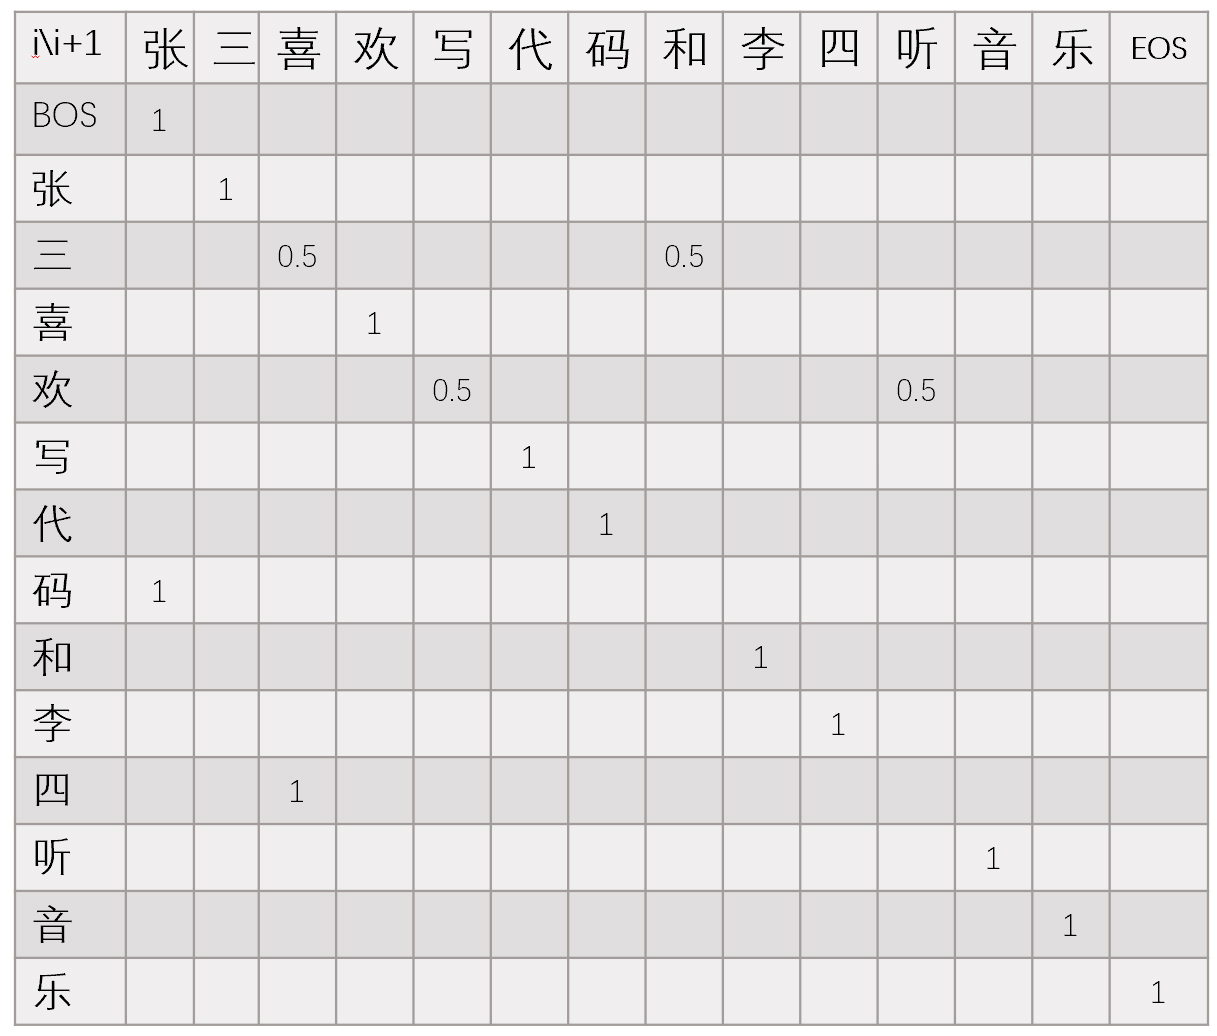 i\i+1 张 三 喜 欢 写 代 码 和 李 四 听 音 乐 EOS
BOS 1
张 1
三 0.5 0.5
喜 1
欢 0.5 0.5
写 1
代 1
码 1
和 1
李 1
四 1
听 1
音 1
乐 1